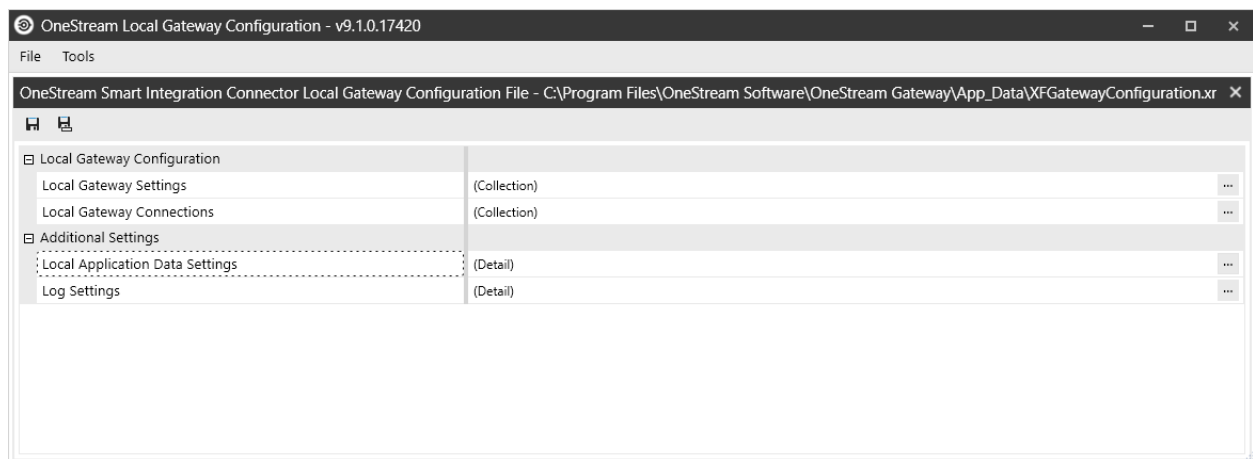 OneStream Local Gateway Configuration - v9.1.0.17420
File Tools
OneStream Smart Integration Connector Local Gateway Configuration File - C:\Program Files\OneStream Software\OneStream Gateway\App_Data\XFGatewayConfiguration.xr
Local Gateway Configuration
Local Gateway Settings (Collection) ...
Local Gateway Connections (Collection) ...
Additional Settings
Local Application Data Settings (Detail) ...
Log Settings (Detail) ...